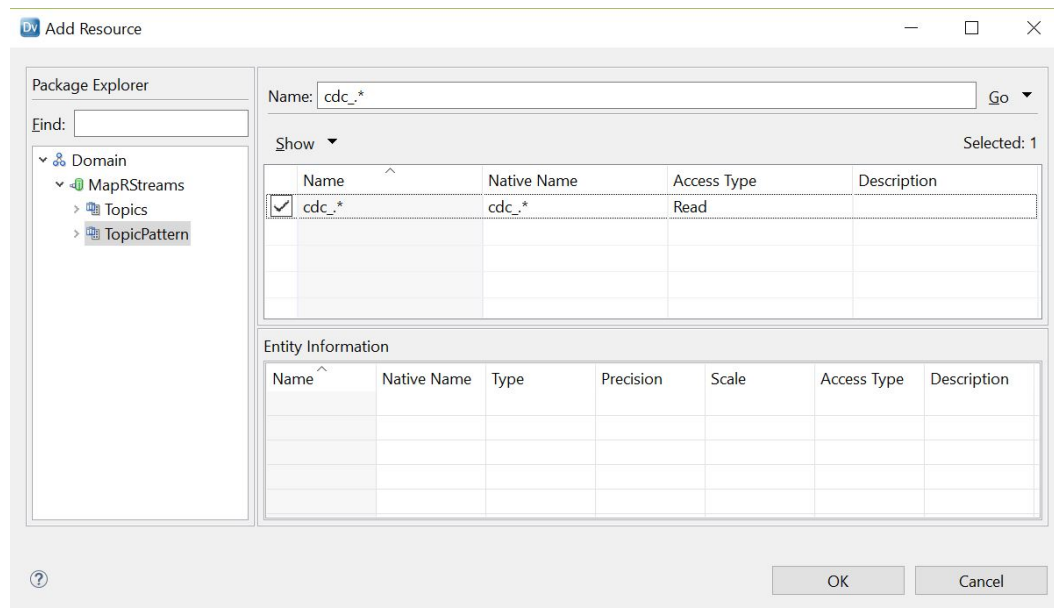 Dv Add Resource
Package Explorer
Find:
Domain
MapRStreams
Topics
TopicPattern
Name: cdc_.* Go
Show Selected: 1
Name Native Name Access Type Description
cdc_.* cdc_.* Read
Entity Information
Name Native Name Type Precision Scale Access Type Description
? OK Cancel